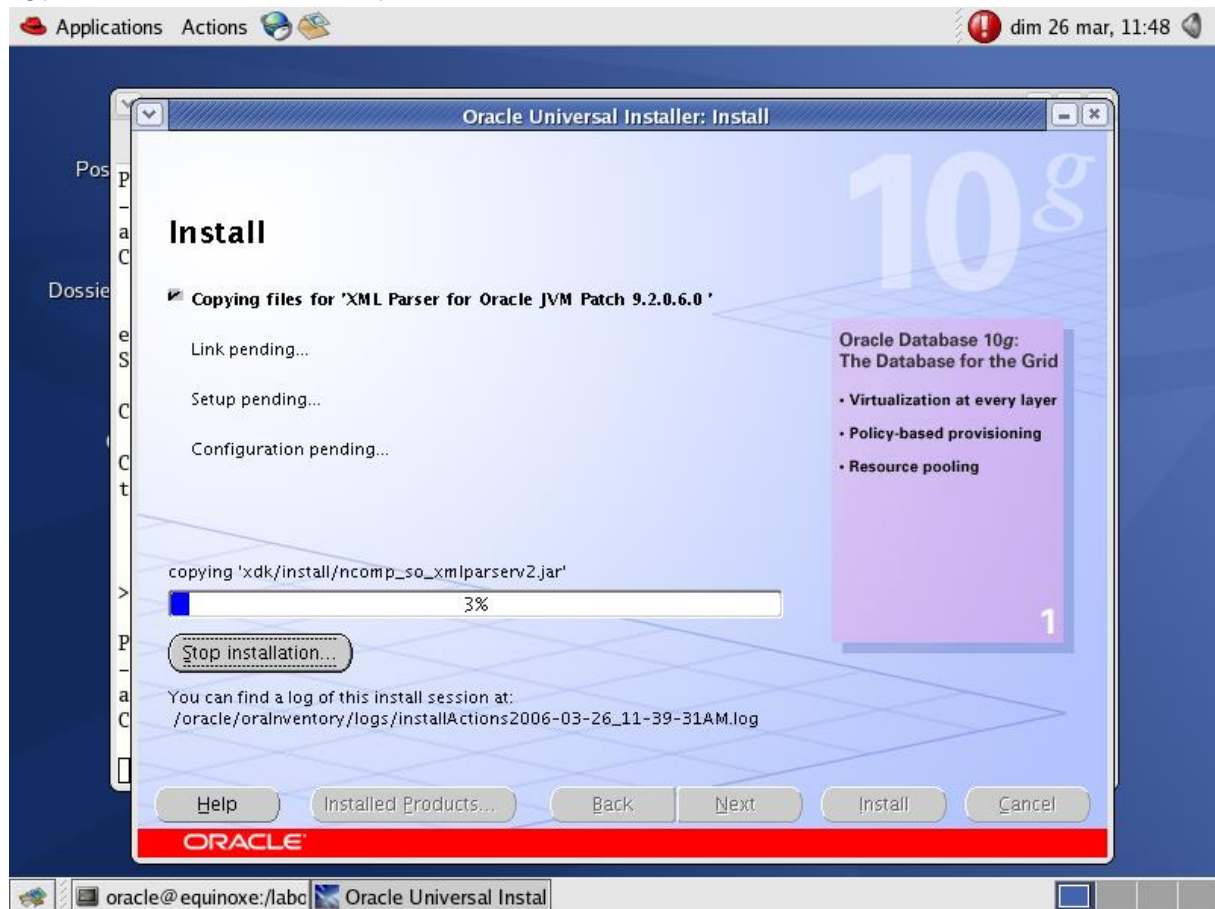 Applications Actions dim 26 mar, 11:48
Oracle Universal Installer: Install
Pos
P
-
a
C
Dossie
e
S
C
C
t
>
P
-
a
C
10g
Install
Copying files for 'XML Parser for Oracle JVM Patch 9.2.0.6.0 '
Link pending...
Setup pending...
Configuration pending...
Oracle Database 10g:
The Database for the Grid
• Virtualization at every layer
• Policy-based provisioning
• Resource pooling
1
copying 'xdk/install/ncomp_so_xmlparserv2.jar'
3%
Stop installation...
You can find a log of this install session at:
/oracle/oraInventory/logs/installActions2006-03-26_11-39-31AM.log
Help Installed Products... Back Next Install Cancel
ORACLE
oracle@equinoxe:/labo Oracle Universal Instal